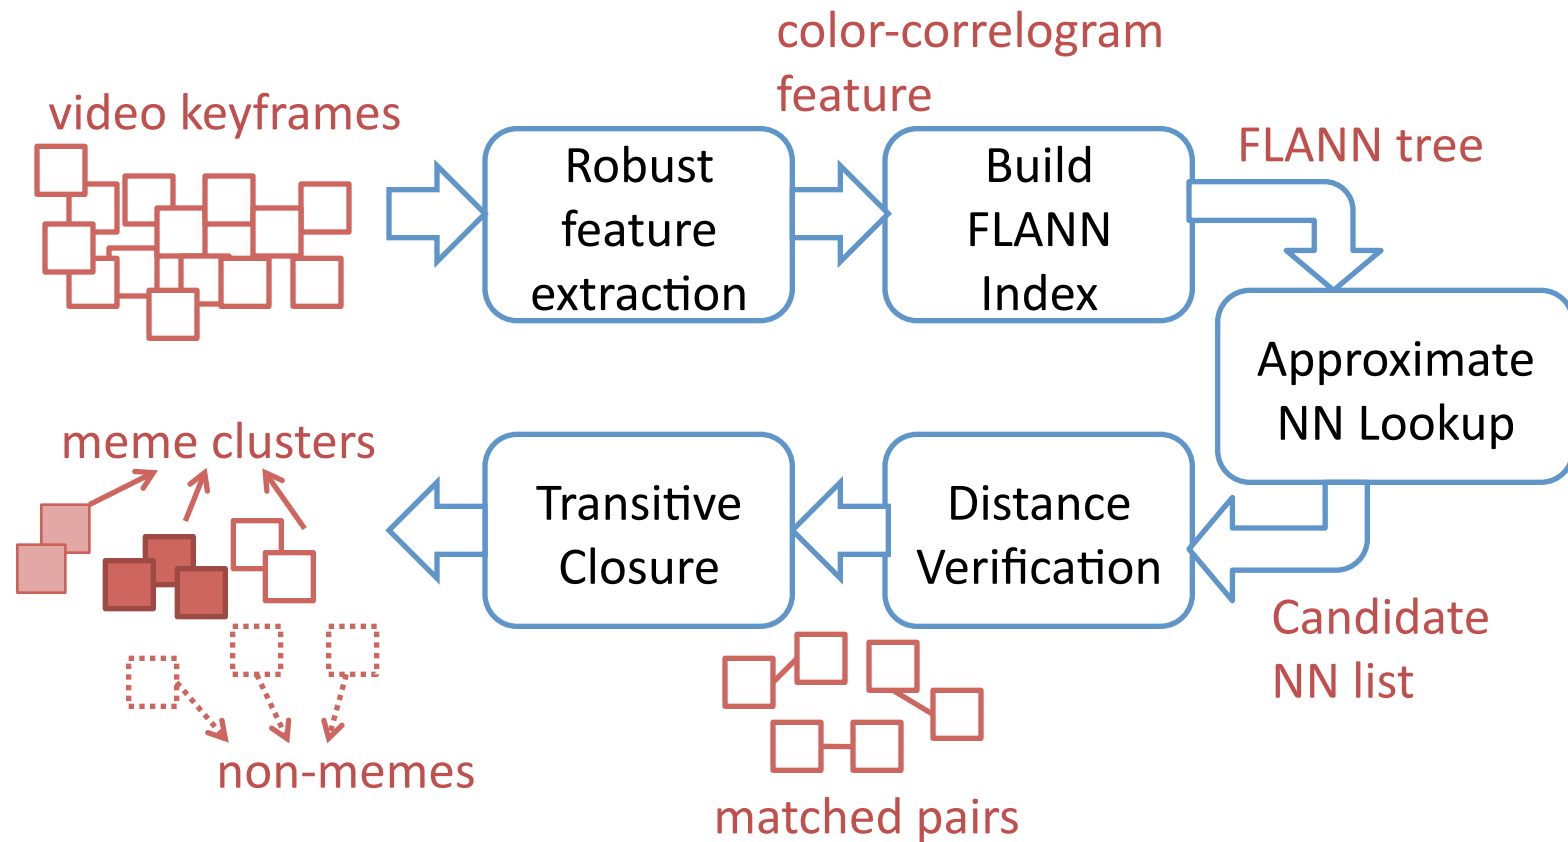 color-correlogram
feature
video keyframes
Robust
feature
extraction
Build
FLANN
Index
FLANN tree
Approximate
NN Lookup
meme clusters
Transitive
Closure
Distance
Verification
Candidate
NN list
non-memes
matched pairs